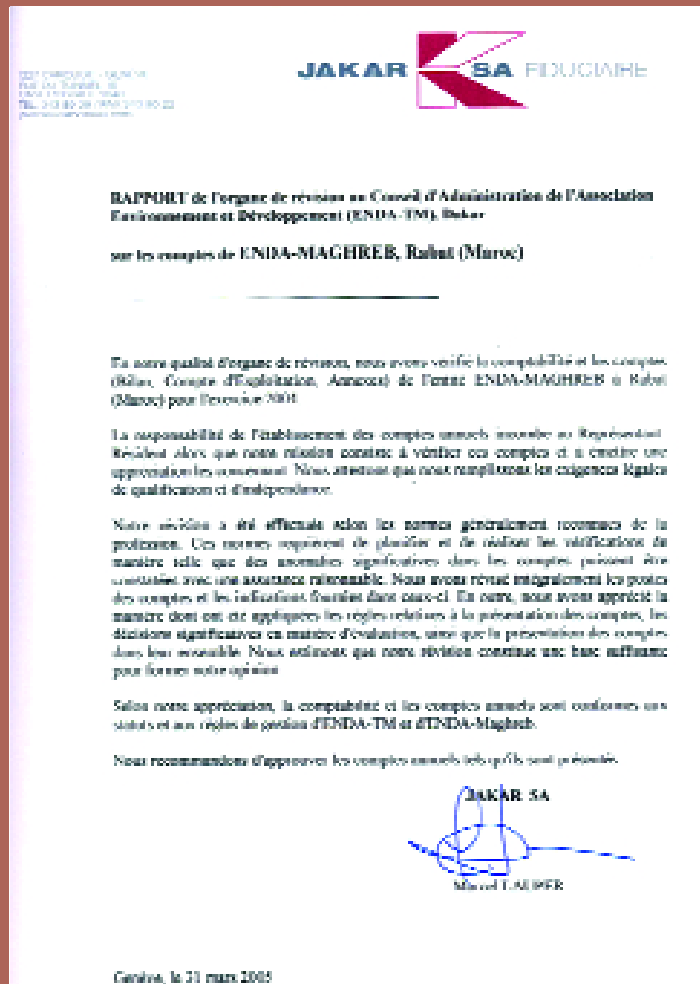 JAKAR SA FIDUCIAIRE
RAPPORT de l'organe de révision au Conseil d'Administration de l'Association
Environnement et Développement (ENDA-TM), Dakar
sur les comptes de ENDA-MAGHREB, Rabat (Maroc)
En notre qualité d'organe de révision, nous avons vérifié la comptabilité et les comptes
(Bilan, Compte d'Exploitation, Annexes) de l'entité ENDA-MAGHREB à Rabat
(Maroc) pour l'exercice 2004
La responsabilité de l'établissement des comptes annuels incombe au Représentant
Résident alors que notre mission consiste à vérifier ces comptes et à émettre une
appréciation les concernant. Nous attestons que nous remplissons les exigences légales
de qualification et d'indépendance.
Notre révision a été effectuée selon les normes généralement reconnues de la
profession. Ces normes requièrent de planifier et de réaliser les vérifications de
manière telle que des anomalies significatives dans les comptes puissent être
constatées avec une assurance raisonnable. Nous avons révisé intégralement les postes
des comptes et les indications fournies dans ceux-ci. En outre, nous avons apprécié la
manière dont ont été appliquées les règles relatives à la présentation des comptes, les
décisions significatives en matière d'évaluation, ainsi que la présentation des comptes
dans leur ensemble. Nous estimons que notre révision constitue une base suffisante
pour former notre opinion
Selon notre appréciation, la comptabilité et les comptes annuels sont conformes aux
statuts et aux règles de gestion d'ENDA-TM et d'ENDA-Maghreb.
Nous recommandons d'approuver les comptes annuels tels qu'ils sont présentés.
JAKAR SA
Marcel
Genève, le 31 mars 2005